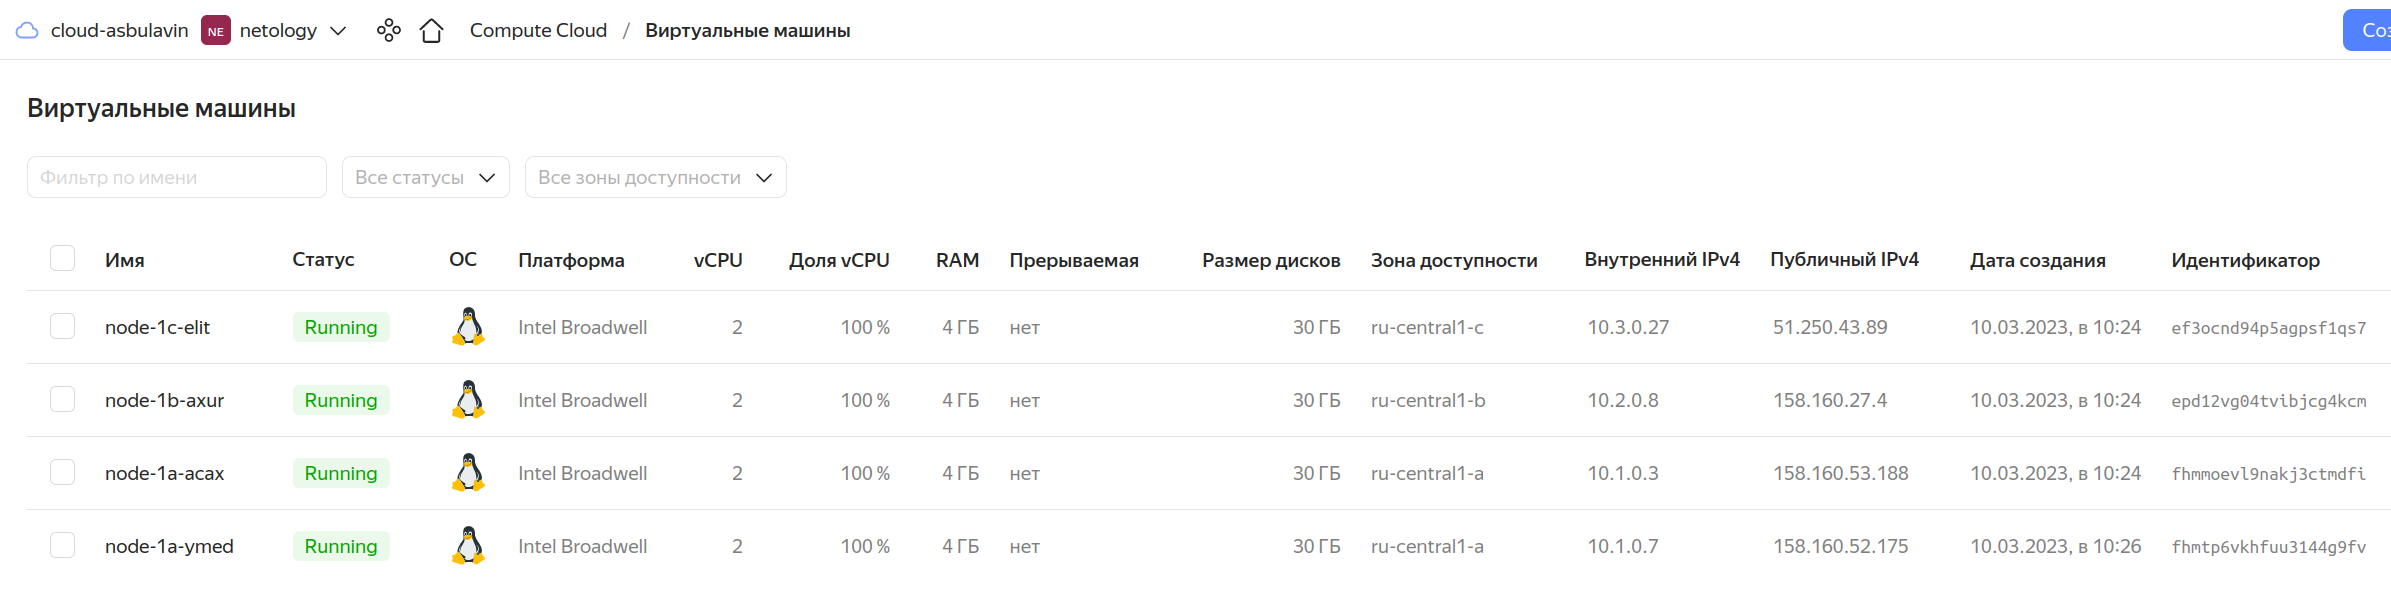 cloud-asbulavin NE netology Compute Cloud / Виртуальные машины
Виртуальные машины
Фильтр по имени Все статусы Все зоны доступности
Имя Статус ОС Платформа vCPU Доля vCPU RAM Прерываемая Размер дисков Зона доступности Внутренний IPv4 Публичный IPv4 Дата создания Идентификатор
node-1c-elit Running Intel Broadwell 2 100 % 4 ГБ нет 30 ГБ ru-central1-c 10.3.0.27 51.250.43.89 10.03.2023, в 10:24 ef3ocnd94p5agpsf1qs7
node-1b-axur Running Intel Broadwell 2 100 % 4 ГБ нет 30 ГБ ru-central1-b 10.2.0.8 158.160.27.4 10.03.2023, в 10:24 epd12vg04tvibjcg4kcm
node-1a-acax Running Intel Broadwell 2 100 % 4 ГБ нет 30 ГБ ru-central1-a 10.1.0.3 158.160.53.188 10.03.2023, в 10:24 fhmmoevl9nakj3ctmdfi
node-1a-ymed Running Intel Broadwell 2 100 % 4 ГБ нет 30 ГБ ru-central1-a 10.1.0.7 158.160.52.175 10.03.2023, в 10:26 fhmtp6vkhfuu3144g9fv